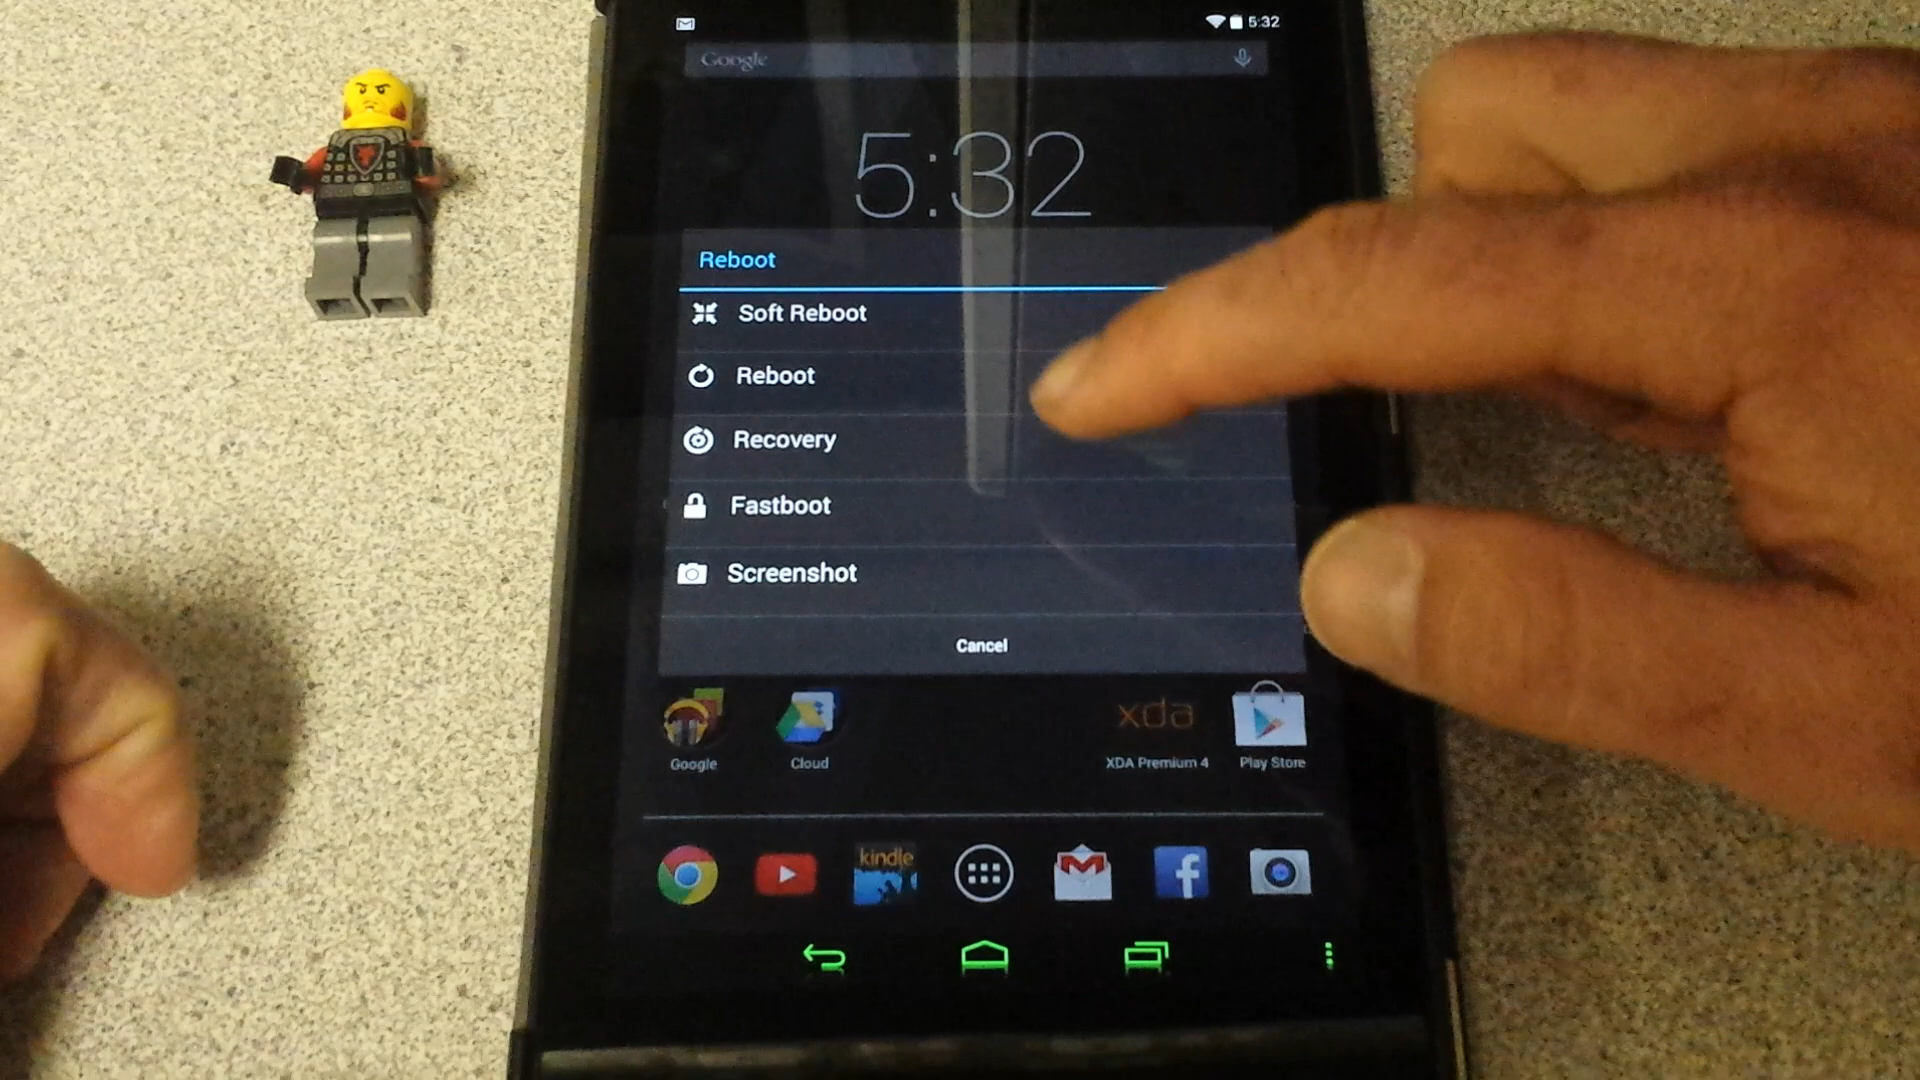 5:32
Google
5:32
Reboot
Soft Reboot
Reboot
Recovery
Fastboot
Screenshot
Cancel
xda
Google
Cloud
XDA Premium 4
Play Store
kindle
f